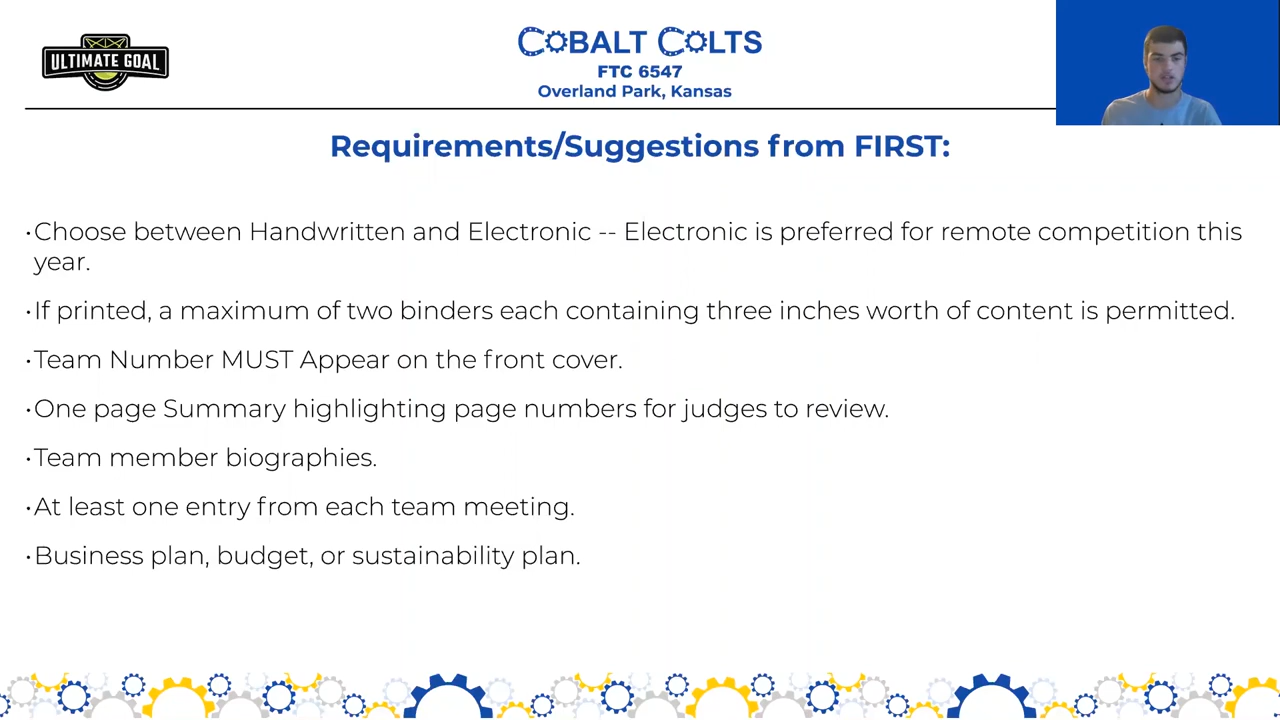 ULTIMATE GOAL
COBALT COLTS
FTC 6547
Overland Park, Kansas
Requirements/Suggestions from FIRST:
·Choose between Handwritten and Electronic -- Electronic is preferred for remote competition this
year.
·If printed, a maximum of two binders each containing three inches worth of content is permitted.
·Team Number MUST Appear on the front cover.
·One page Summary highlighting page numbers for judges to review.
·Team member biographies.
·At least one entry from each team meeting.
·Business plan, budget, or sustainability plan.